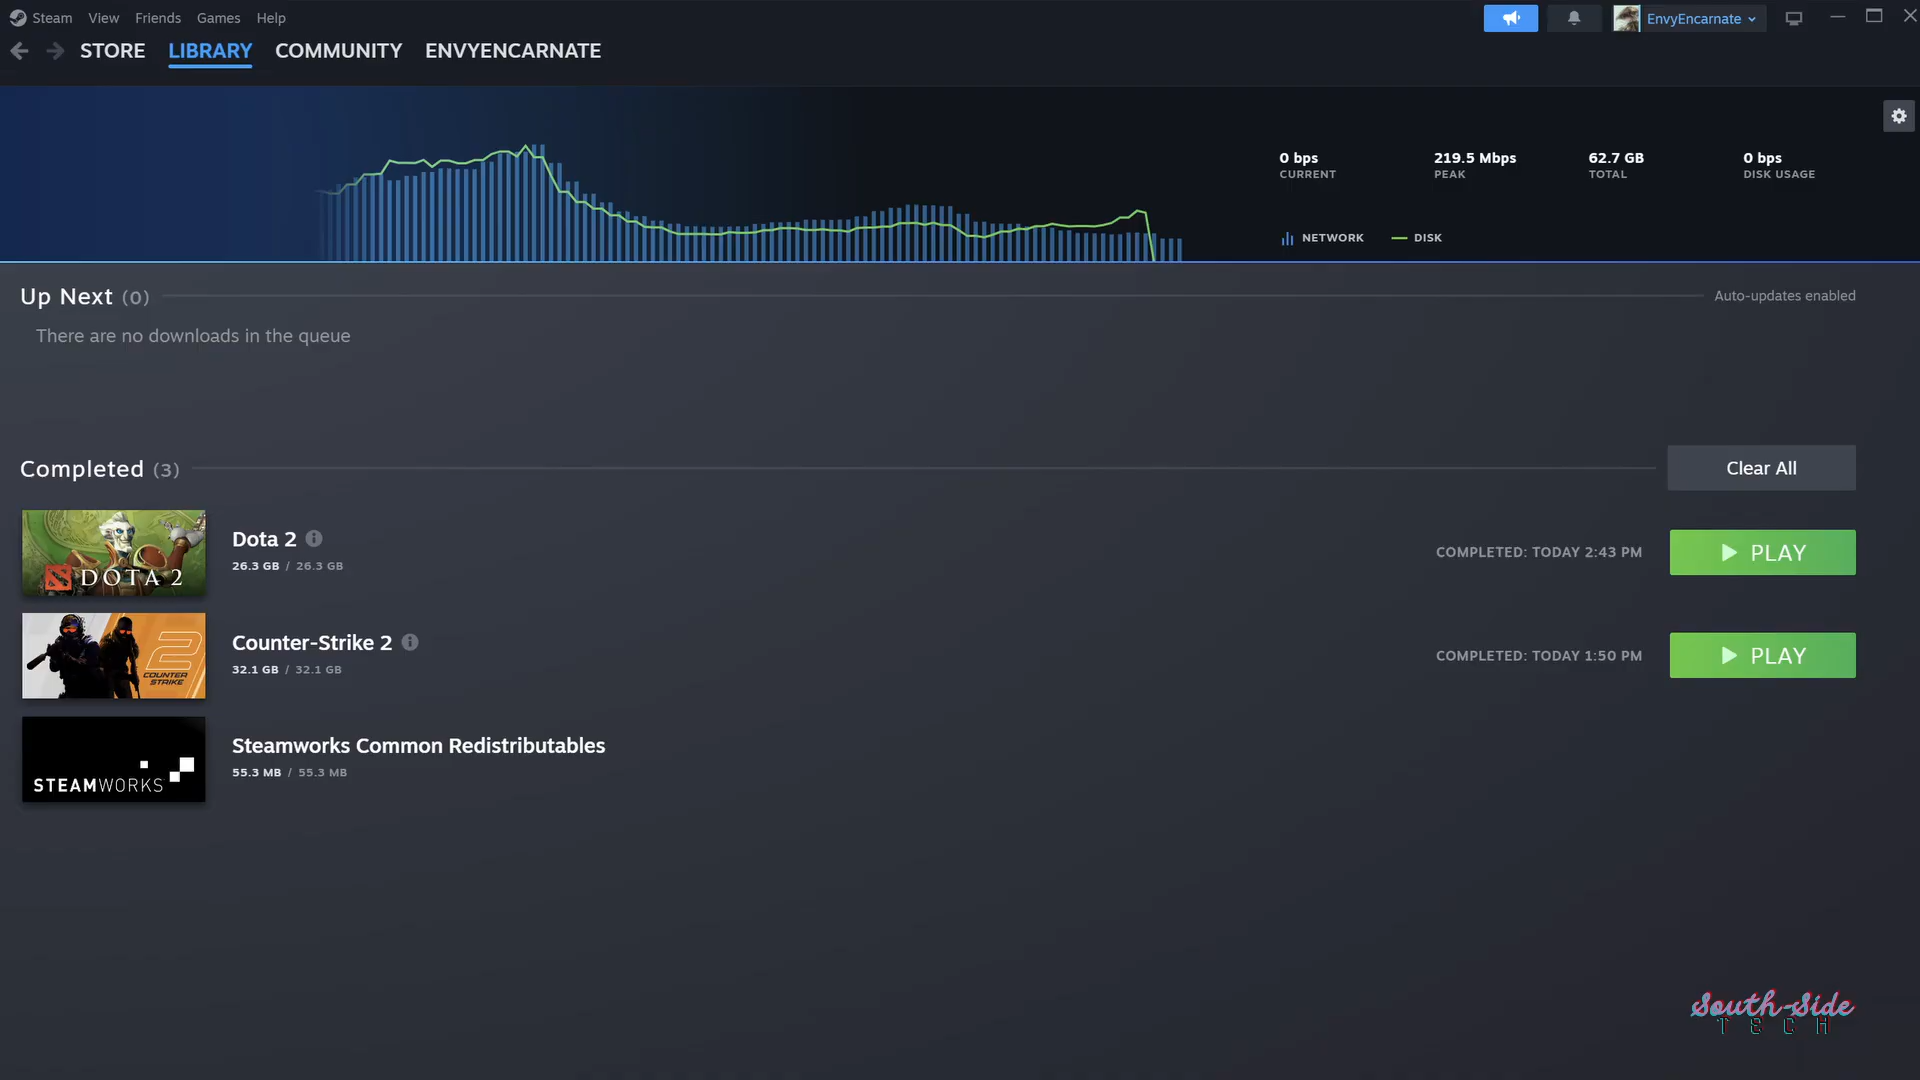 Steam View Friends Games Help
EnvyEncarnate
STORE LIBRARY COMMUNITY ENVYENCARNATE
0 bps 219.5 Mbps 62.7 GB 0 bps
CURRENT PEAK TOTAL DISK USAGE
NETWORK DISK
Up Next (0) Auto-updates enabled
There are no downloads in the queue
Completed (3) Clear All
DOTA 2
Dota 2
26.3 GB / 26.3 GB
COMPLETED: TODAY 2:43 PM
PLAY
2
COUNTER
STRIKE
Counter-Strike 2
32.1 GB / 32.1 GB
COMPLETED: TODAY 1:50 PM
PLAY
STEAMWORKS
Steamworks Common Redistributables
55.3 MB / 55.3 MB
South-Side
TECH